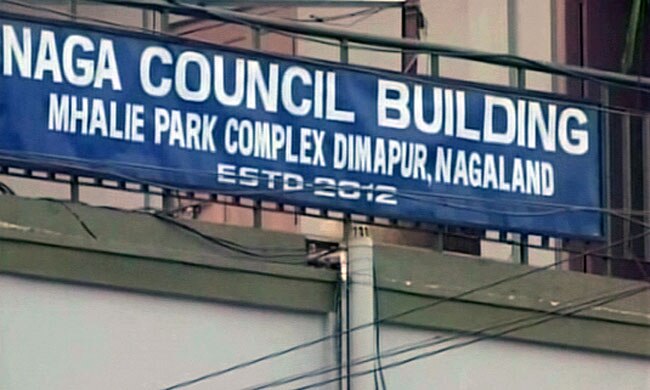 NAGA COUNCIL BUILDING
MHALIE PARK COMPLEX DIMAPUR, NAGALAND
ESTD-2012